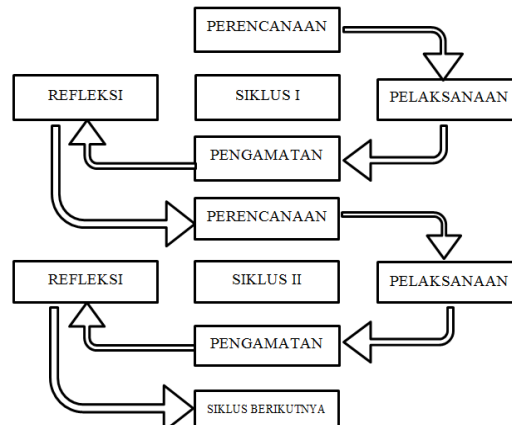 PERENCANAAN
REFLEKSI
SIKLUS I
PELAKSANAAN
PENGAMATAN
PERENCANAAN
REFLEKSI
SIKLUS II
PELAKSANAAN
PENGAMATAN
SIKLUS BERIKUTNYA